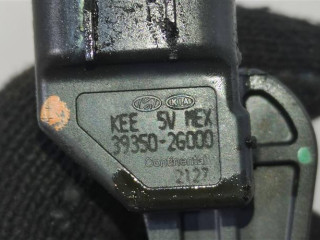 KEE 5V MEX
39350-2G000
Continental
2127